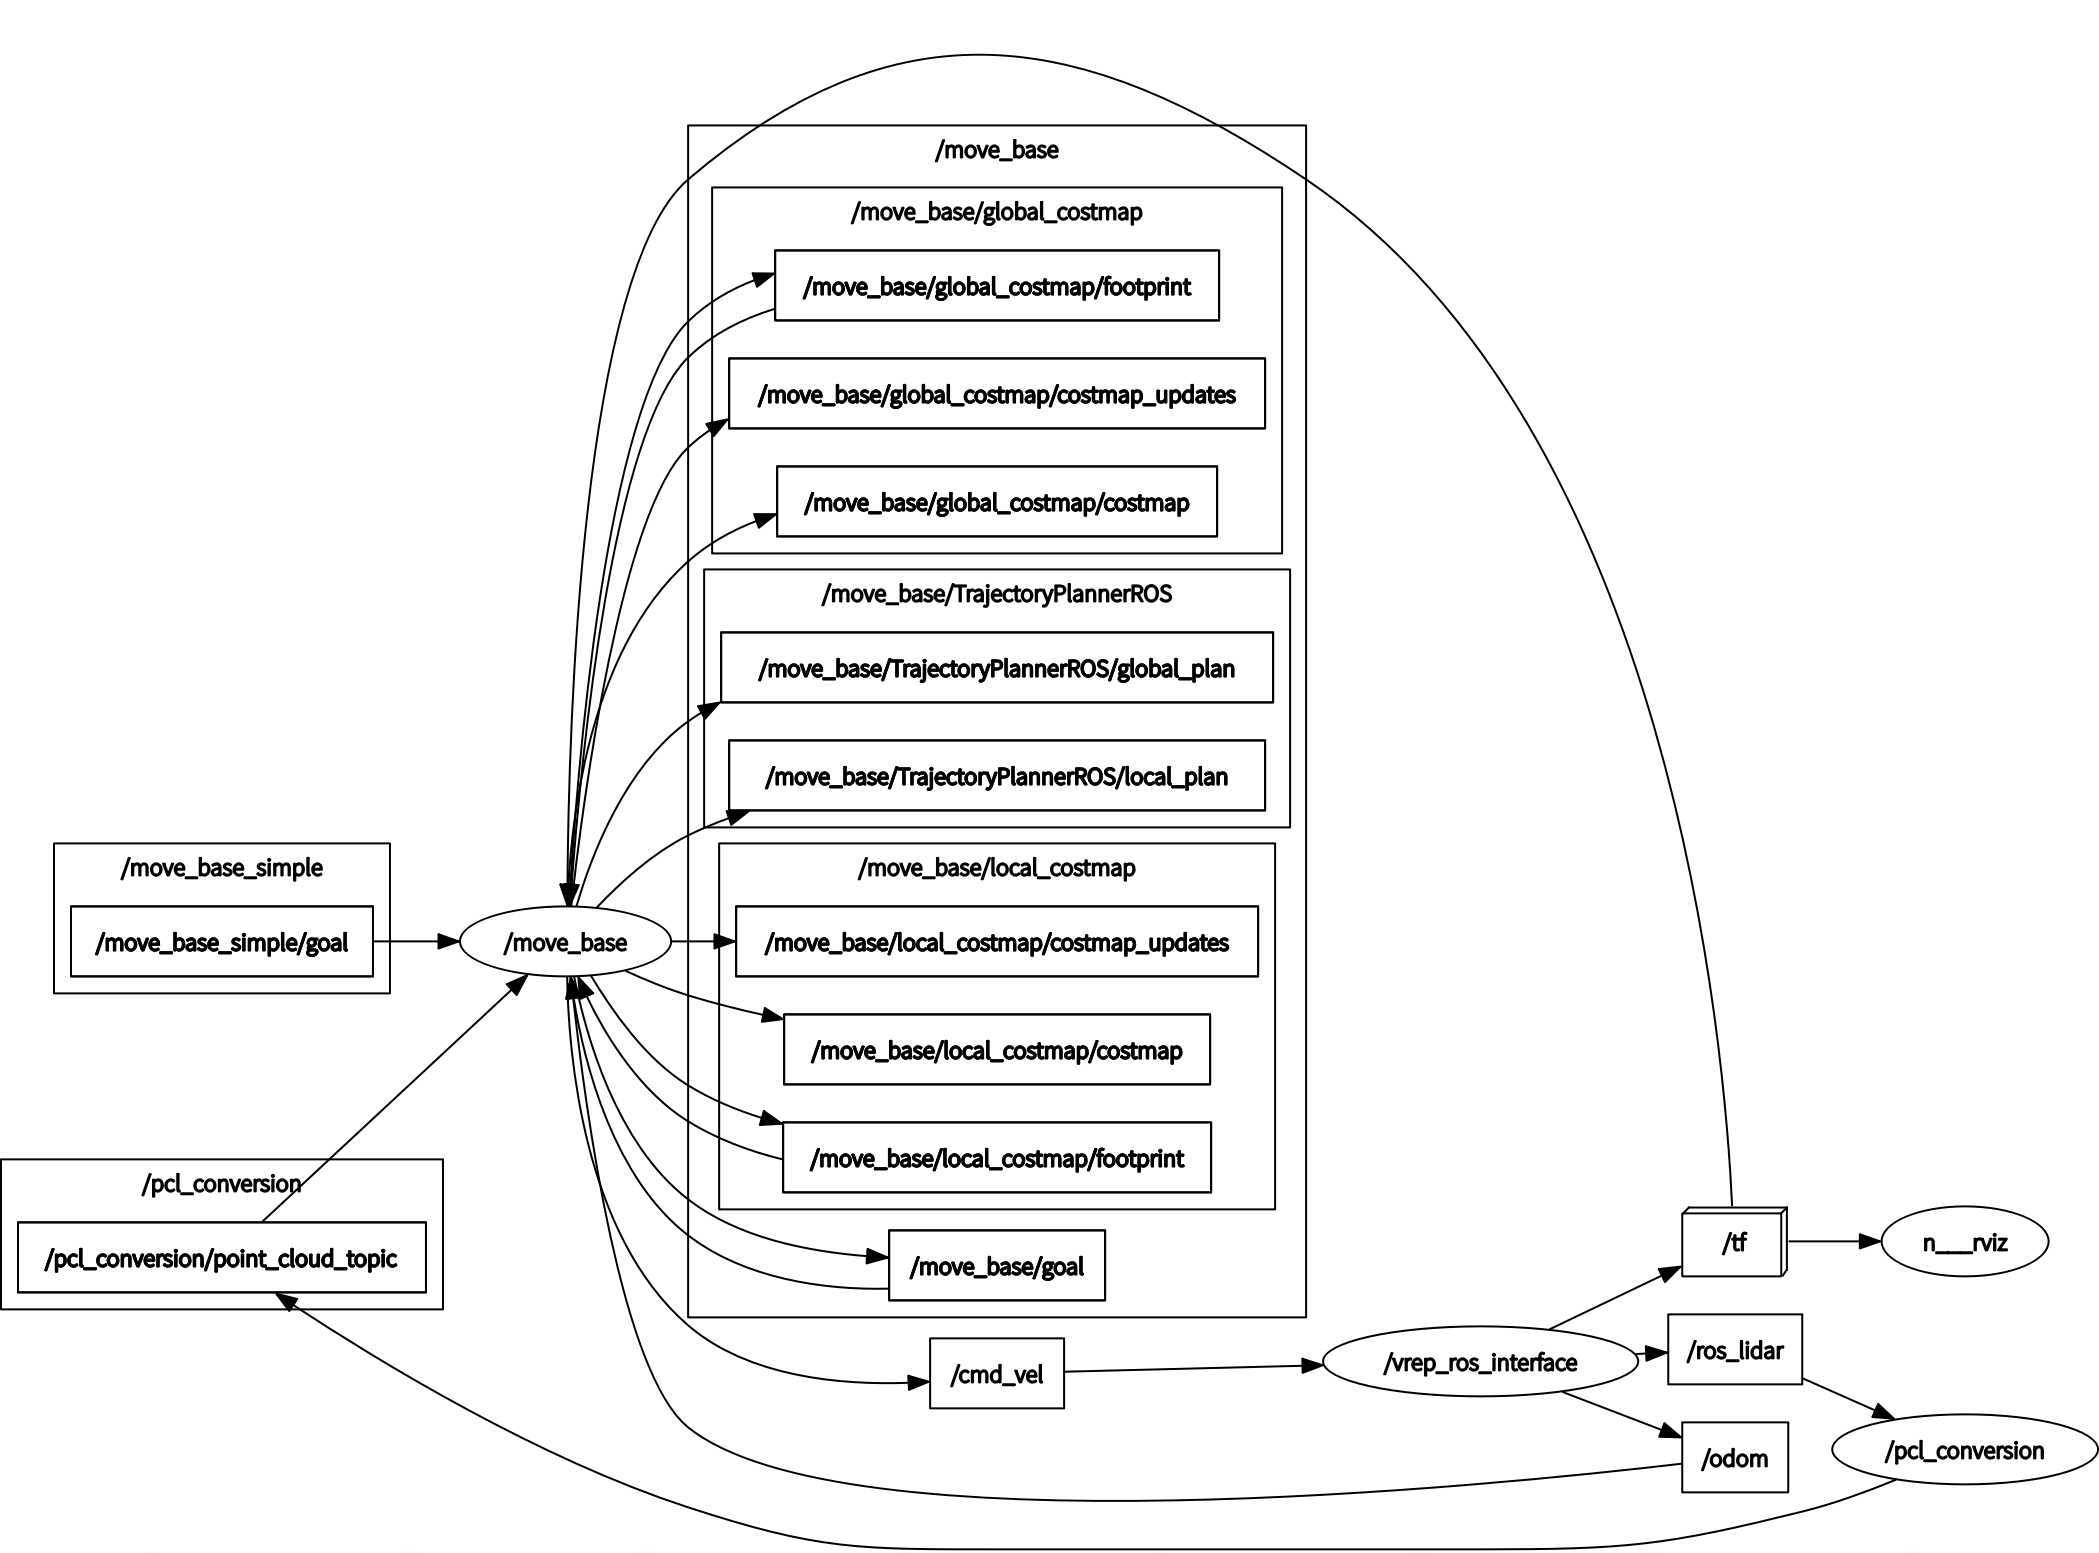 /move_base
/move_base/global_costmap
/move_base/global_costmap/footprint
/move_base/global_costmap/costmap_updates
/move_base/global_costmap/costmap
/move_base/TrajectoryPlannerROS
/move_base/TrajectoryPlannerROS/global_plan
/move_base/TrajectoryPlannerROS/local_plan
/move_base_simple
/move_base_simple/goal
/move_base
/move_base/local_costmap
/move_base/local_costmap/costmap_updates
/move_base/local_costmap/costmap
/move_base/local_costmap/footprint
/pcl_conversion
/pcl_conversion/point_cloud_topic
/move_base/goal
/cmd_vel
/vrep_ros_interface
/tf
n___rviz
/ros_lidar
/odom
/pcl_conversion